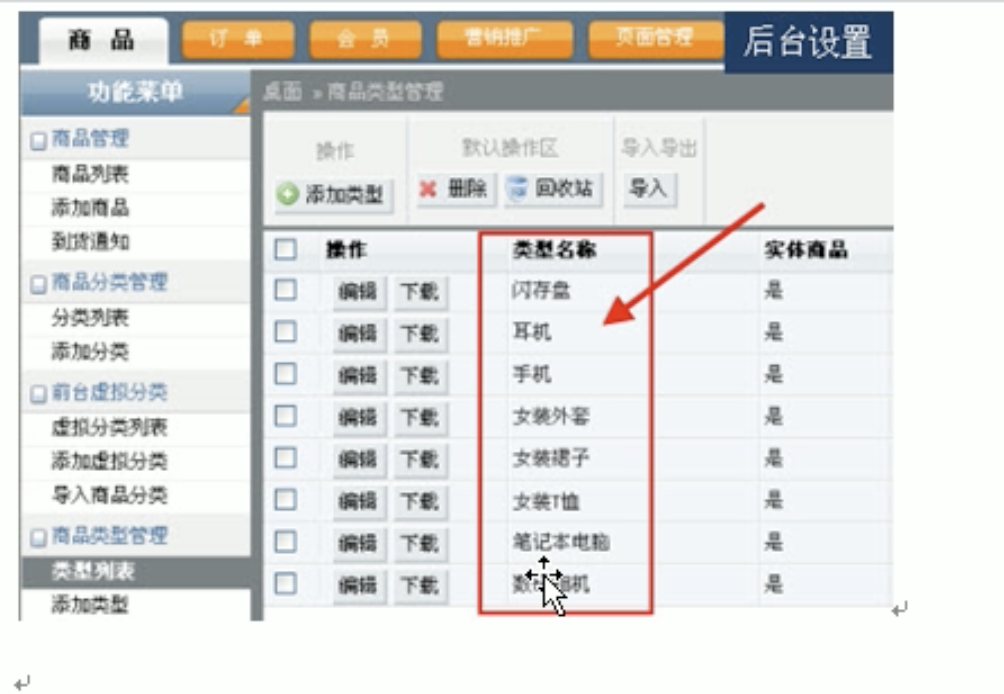 商 品 订 单 会 员 营销推广 页面管理 后台设置
功能菜单
桌面 » 商品类型管理
商品管理
商品列表
添加商品
到货通知
商品分类管理
分类列表
添加分类
前台虚拟分类
虚拟分类列表
添加虚拟分类
导入商品分类
商品类型管理
类型列表
添加类型
操作 默认操作区 导入导出
添加类型 删除 回收站 导入
操作 类型名称 实体商品
编辑 下载 闪存盘 是
编辑 下载 耳机 是
编辑 下载 手机 是
编辑 下载 女装外套 是
编辑 下载 女装裙子 是
编辑 下载 女装T恤 是
编辑 下载 笔记本电脑 是
编辑 下载 数码相机 是